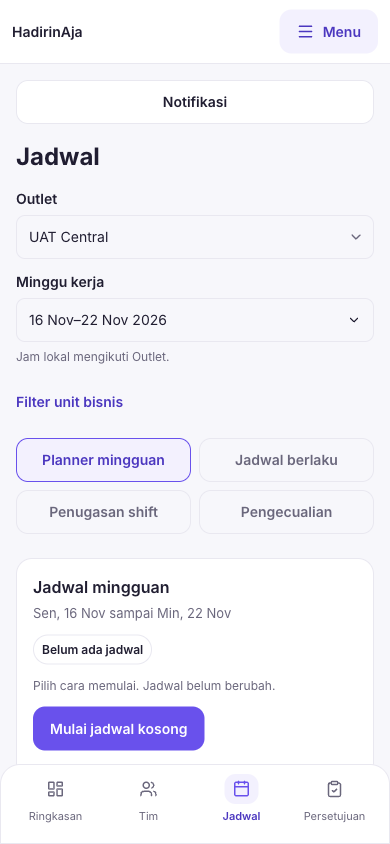 HadirinAja
Menu
Notifikasi
Jadwal
Outlet
UAT Central
Minggu kerja
16 Nov–22 Nov 2026
Jam lokal mengikuti Outlet.
Filter unit bisnis
Planner mingguan
Jadwal berlaku
Penugasan shift
Pengecualian
Jadwal mingguan
Sen, 16 Nov sampai Min, 22 Nov
Belum ada jadwal
Pilih cara memulai. Jadwal belum berubah.
Mulai jadwal kosong
Ringkasan
Tim
Jadwal
Persetujuan